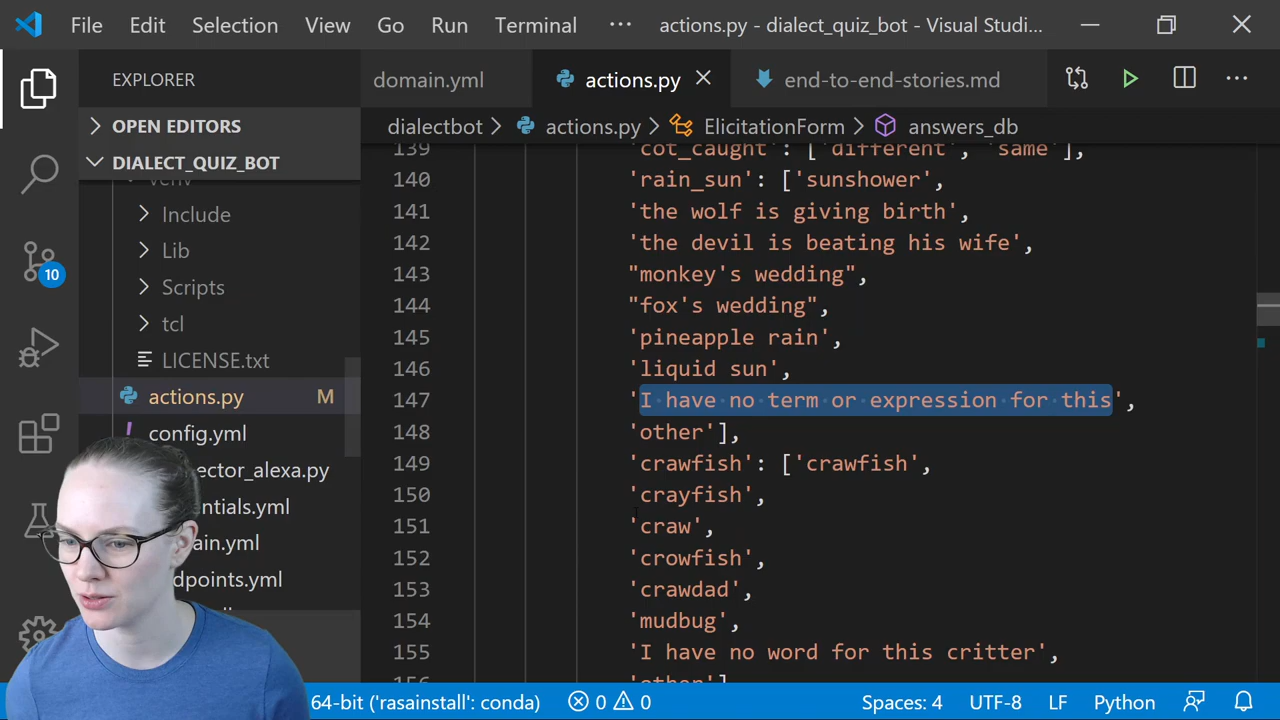 File Edit Selection View Go Run Terminal ··· actions.py - dialect_quiz_bot - Visual Studi...
EXPLORER
domain.yml actions.py end-to-end-stories.md
OPEN EDITORS
dialectbot > actions.py > ElicitationForm > answers_db
DIALECT_QUIZ_BOT
venv
Include
Lib
Scripts
tcl
LICENSE.txt
actions.py M
config.yml
ector_alexa.py
entials.yml
ain.yml
dpoints.yml
10
139 'cot_caught': ['different', 'same'],
140 'rain_sun': ['sunshower',
141 'the wolf is giving birth',
142 'the devil is beating his wife',
143 "monkey's wedding",
144 "fox's wedding",
145 'pineapple rain',
146 'liquid sun',
147 'I have no term or expression for this',
148 'other'],
149 'crawfish': ['crawfish',
150 'crayfish',
151 'craw',
152 'crowfish',
153 'crawdad',
154 'mudbug',
155 'I have no word for this critter',
156 'other']
64-bit ('rasainstall': conda) 0 0 Spaces: 4 UTF-8 LF Python